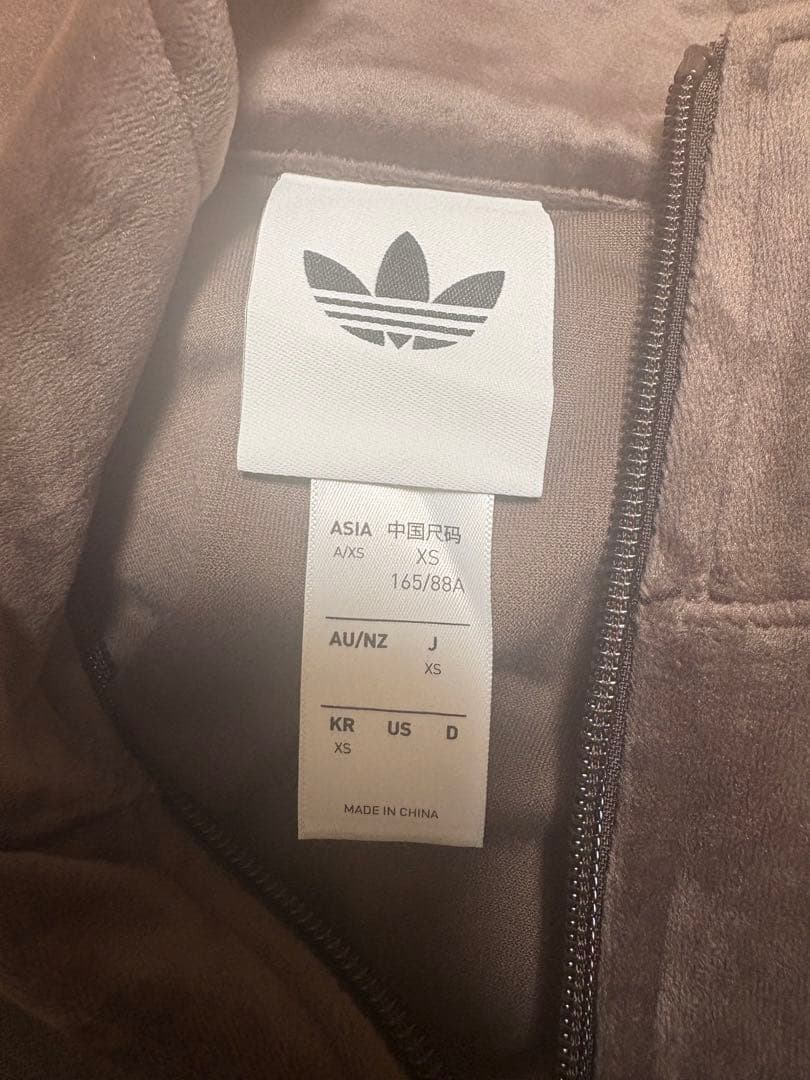 ASIA 中国尺码
A/XS XS
165/88A
AU/NZ J
XS
KR US D
XS
MADE IN CHINA